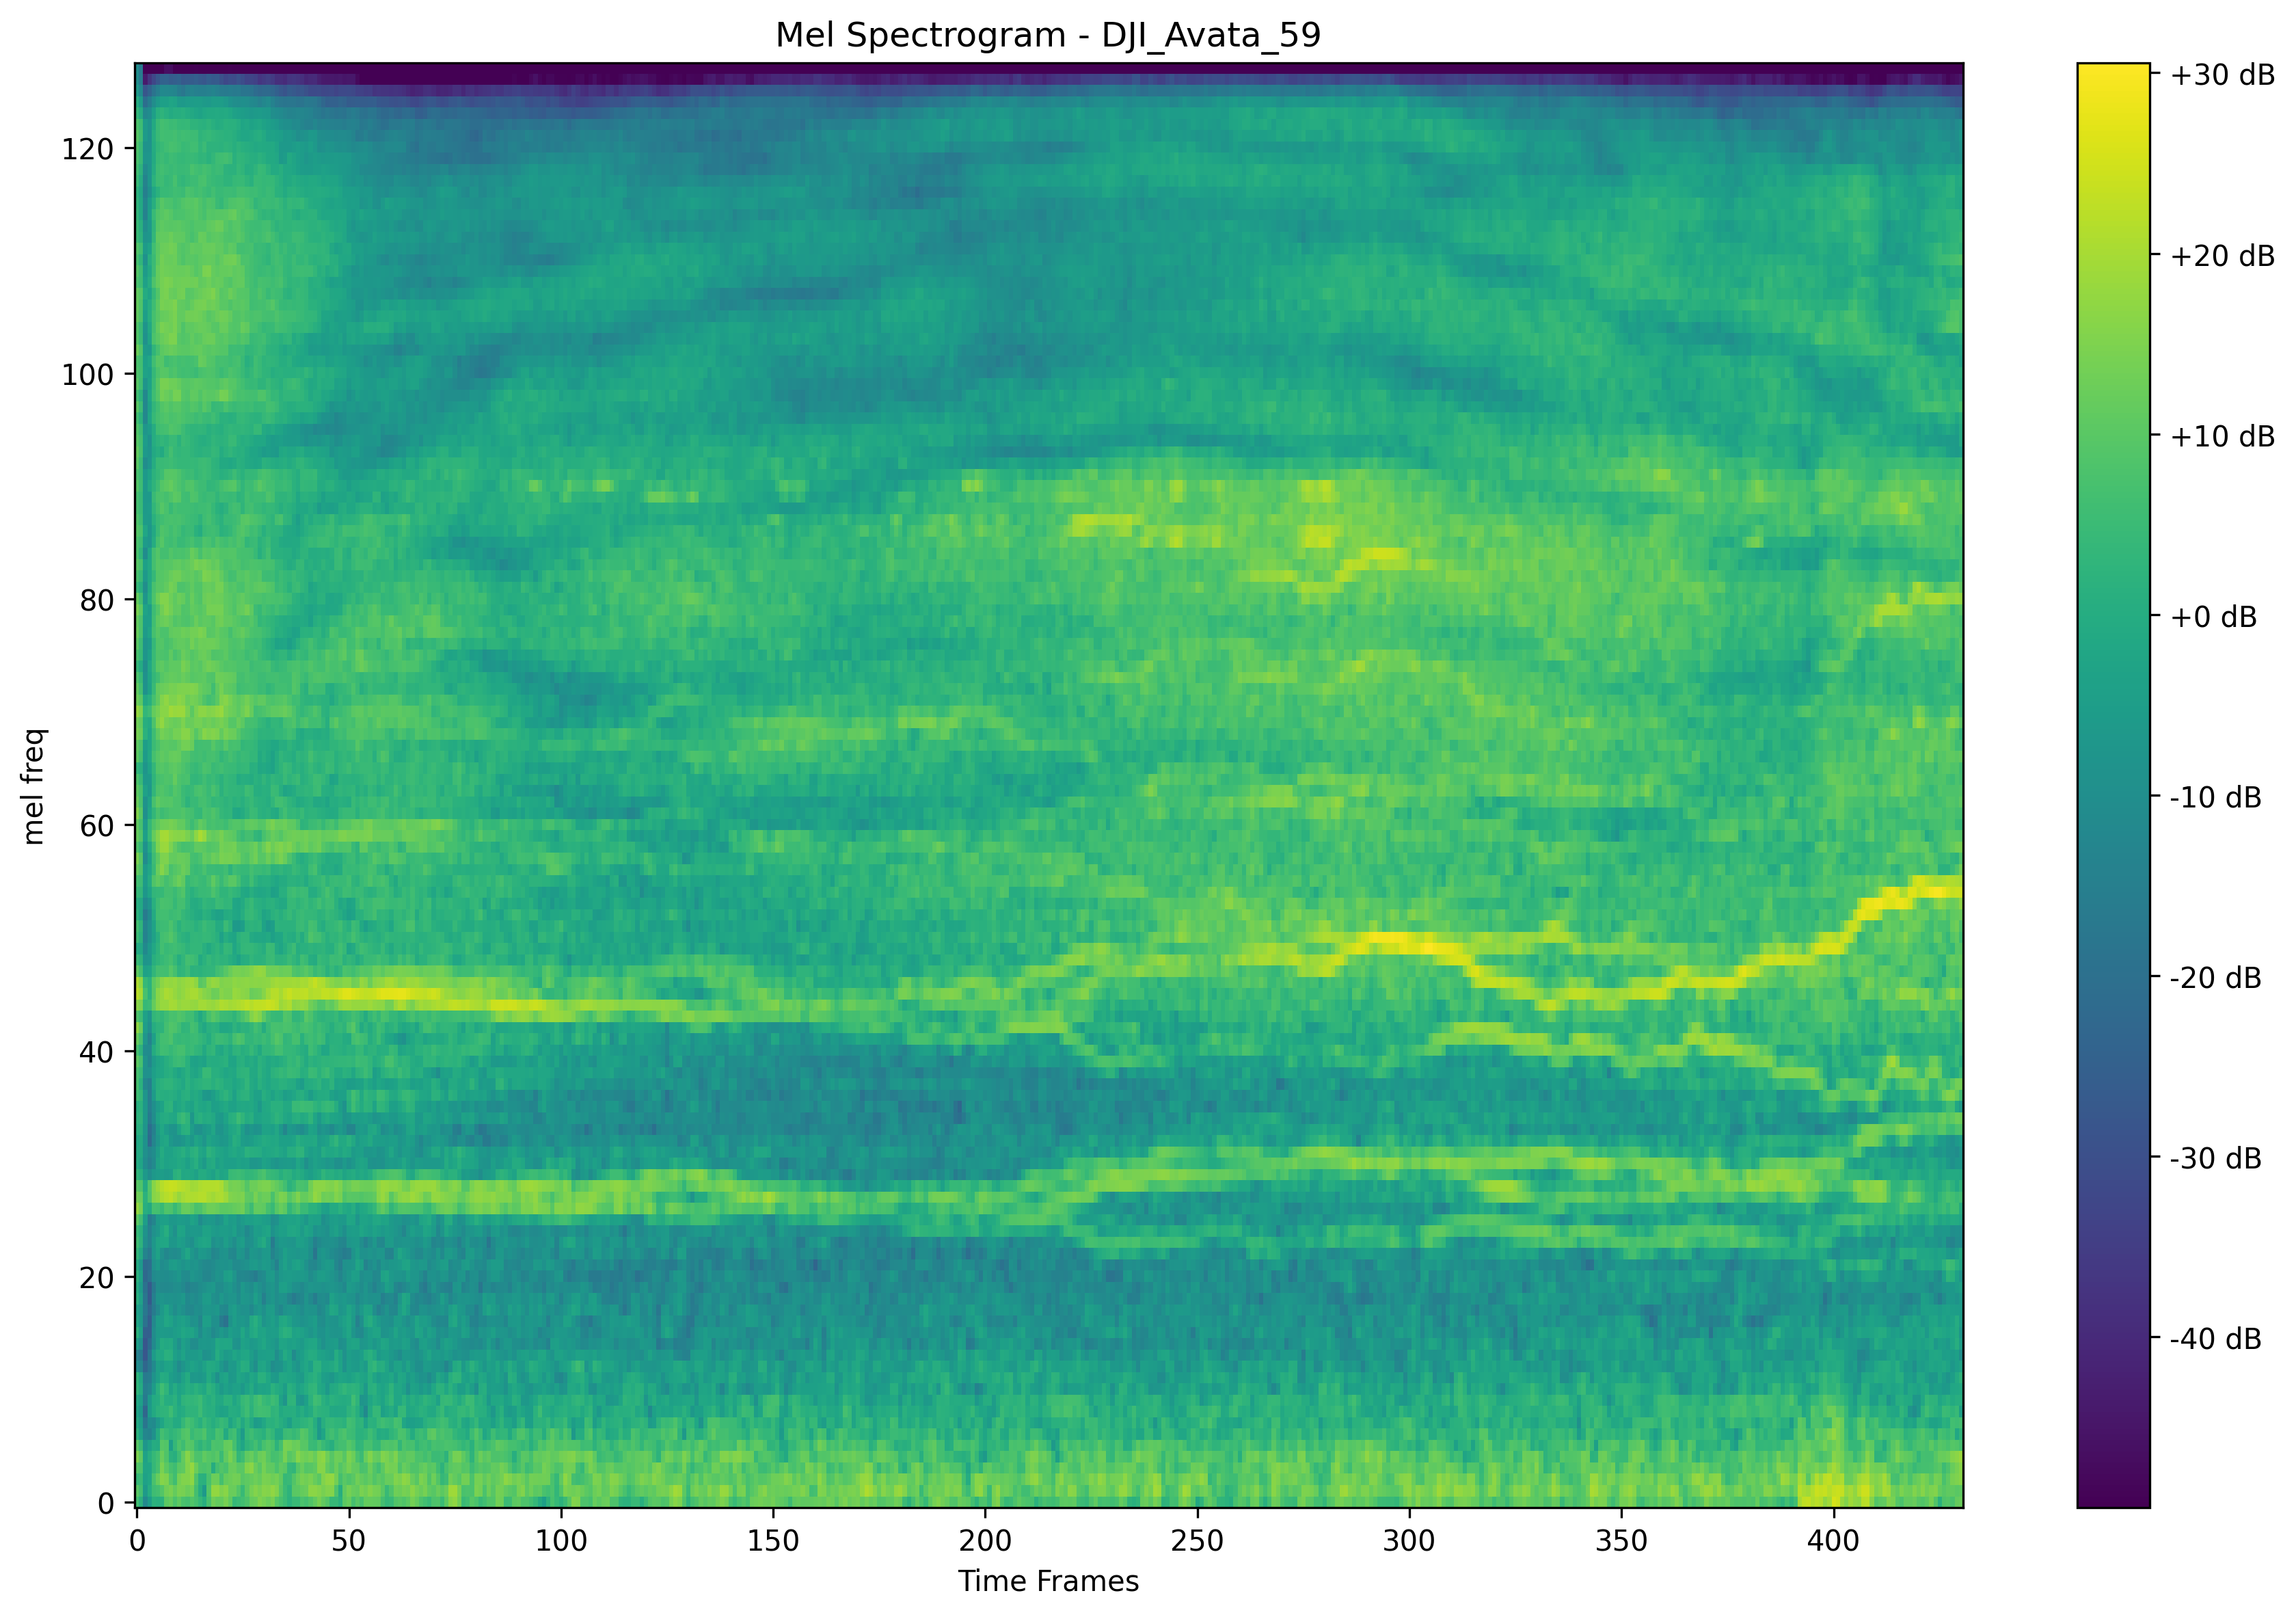 Mel Spectrogram - DJI_Avata_59
mel freq
120
100
80
60
40
20
0
0 50 100 150 200 250 300 350 400
Time Frames
+30 dB
+20 dB
+10 dB
+0 dB
-10 dB
-20 dB
-30 dB
-40 dB